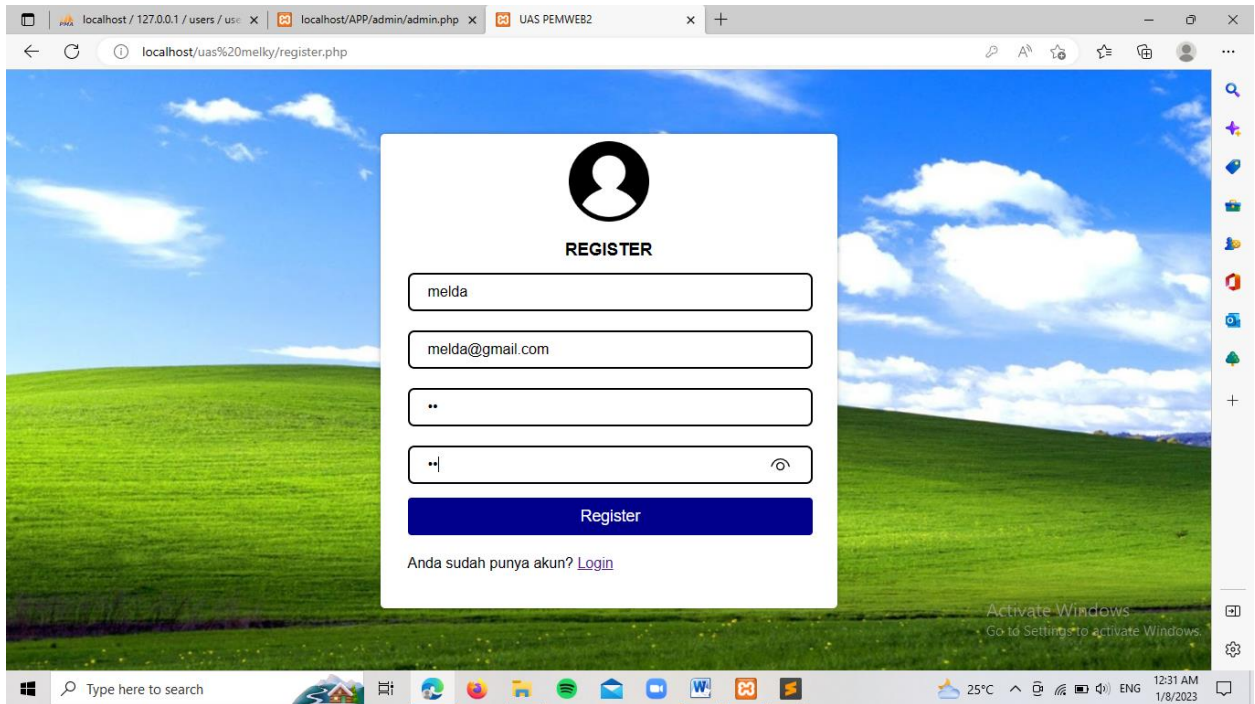 localhost / 127.0.0.1 / users / use
localhost/APP/admin/admin.php
UAS PEMWEB2
localhost/uas%20melky/register.php
REGISTER
melda
melda@gmail.com
••
••
Register
Anda sudah punya akun? Login
Activate Windows
Go to Settings to activate Windows.
Type here to search
25°C
ENG
12:31 AM
1/8/2023